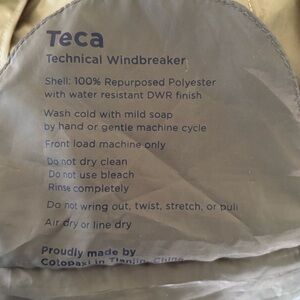 Teca
Technical Windbreaker
Shell: 100% Repurposed Polyester
with water resistant DWR finish
Wash cold with mild soap
by hand or gentle machine cycle
Front load machine only
Do not dry clean
Do not use bleach
Rinse completely
Do not wring out, twist, stretch, or pull
Air dry or line dry
Proudly made by
Cotopaxi in Tianjin, China